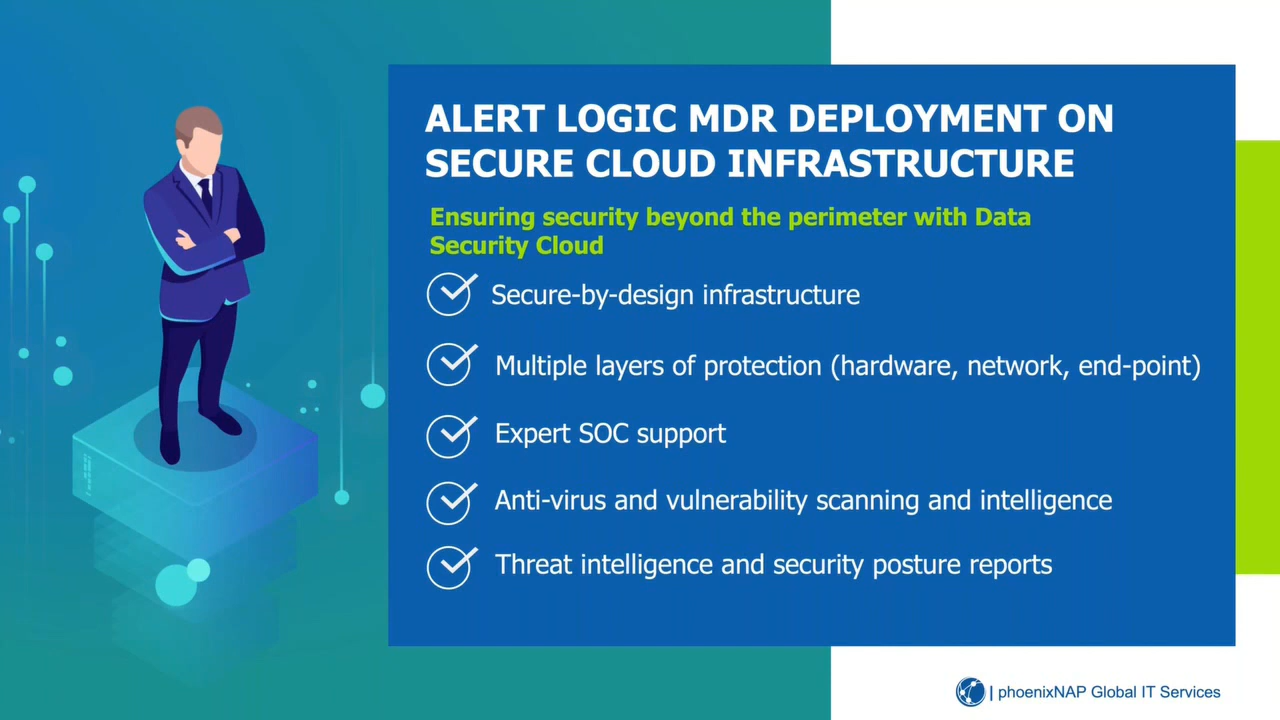 ALERT LOGIC MDR DEPLOYMENT ON
SECURE CLOUD INFRASTRUCTURE
Ensuring security beyond the perimeter with Data
Security Cloud
Secure-by-design infrastructure
Multiple layers of protection (hardware, network, end-point)
Expert SOC support
Anti-virus and vulnerability scanning and intelligence
Threat intelligence and security posture reports
| phoenixNAP Global IT Services